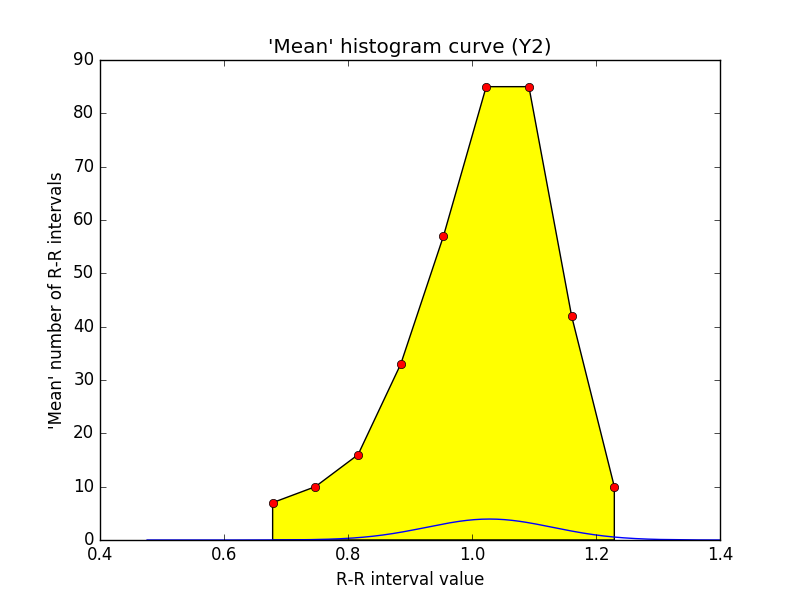 'Mean' histogram curve (Y2)
90
80
70
60
50
40
30
20
10
0
'Mean' number of R-R intervals
0.4 0.6 0.8 1.0 1.2 1.4
R-R interval value